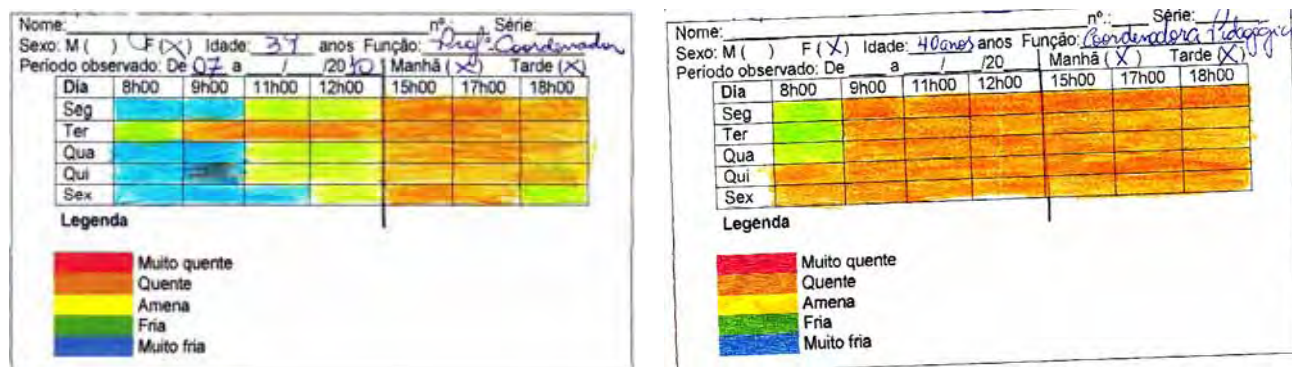 Nome: nº.: Série:
Sexo: M ( ) F (X) Idade: 37 anos Função: Profª Coordenador
Período observado: De 07 a / /2010 Manhã (X) Tarde (X)
Dia 8h00 9h00 11h00 12h00 15h00 17h00 18h00
Seg
Ter
Qua
Qui
Sex
Legenda
Muito quente
Quente
Amena
Fria
Muito fria
Nome: nº.: Série:
Sexo: M ( ) F (X) Idade: 40 anos anos Função: Coordenadora Pedagógica
Período observado: De a / /20 Manhã (X) Tarde (X)
Dia 8h00 9h00 11h00 12h00 15h00 17h00 18h00
Seg
Ter
Qua
Qui
Sex
Legenda
Muito quente
Quente
Amena
Fria
Muito fria